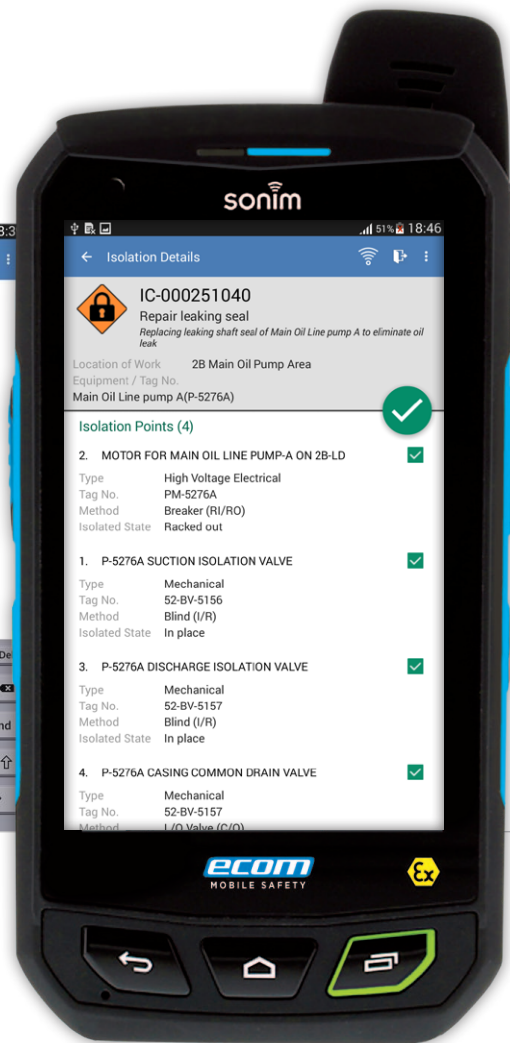 sonim
51% 18:46
Isolation Details
IC-000251040
Repair leaking seal
Replacing leaking shaft seal of Main Oil Line pump A to eliminate oil
leak
Location of Work 2B Main Oil Pump Area
Equipment / Tag No.
Main Oil Line pump A(P-5276A)
Isolation Points (4)
2. MOTOR FOR MAIN OIL LINE PUMP-A ON 2B-LD
Type High Voltage Electrical
Tag No. PM-5276A
Method Breaker (RI/RO)
Isolated State Racked out
1. P-5276A SUCTION ISOLATION VALVE
Type Mechanical
Tag No. 52-BV-5156
Method Blind (I/R)
Isolated State In place
3. P-5276A DISCHARGE ISOLATION VALVE
Type Mechanical
Tag No. 52-BV-5157
Method Blind (I/R)
Isolated State In place
4. P-5276A CASING COMMON DRAIN VALVE
Type Mechanical
Tag No. 52-BV-5157
Method L/O Valve (C/O)
ecom
MOBILE SAFETY
Ex